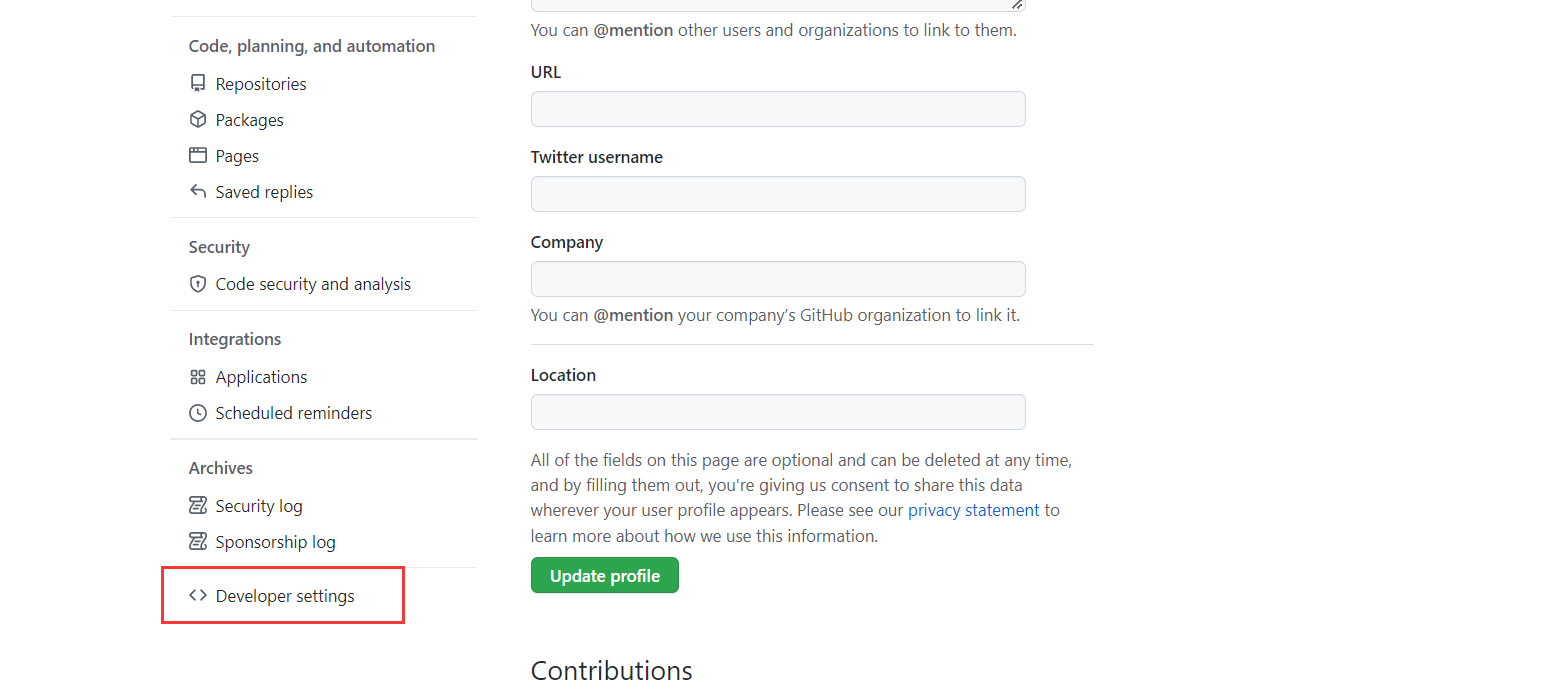 Code, planning, and automation
Repositories
Packages
Pages
Saved replies
Security
Code security and analysis
Integrations
Applications
Scheduled reminders
Archives
Security log
Sponsorship log
Developer settings
You can @mention other users and organizations to link to them.
URL
Twitter username
Company
You can @mention your company’s GitHub organization to link it.
Location
All of the fields on this page are optional and can be deleted at any time,
and by filling them out, you're giving us consent to share this data
wherever your user profile appears. Please see our privacy statement to
learn more about how we use this information.
Update profile
Contributions